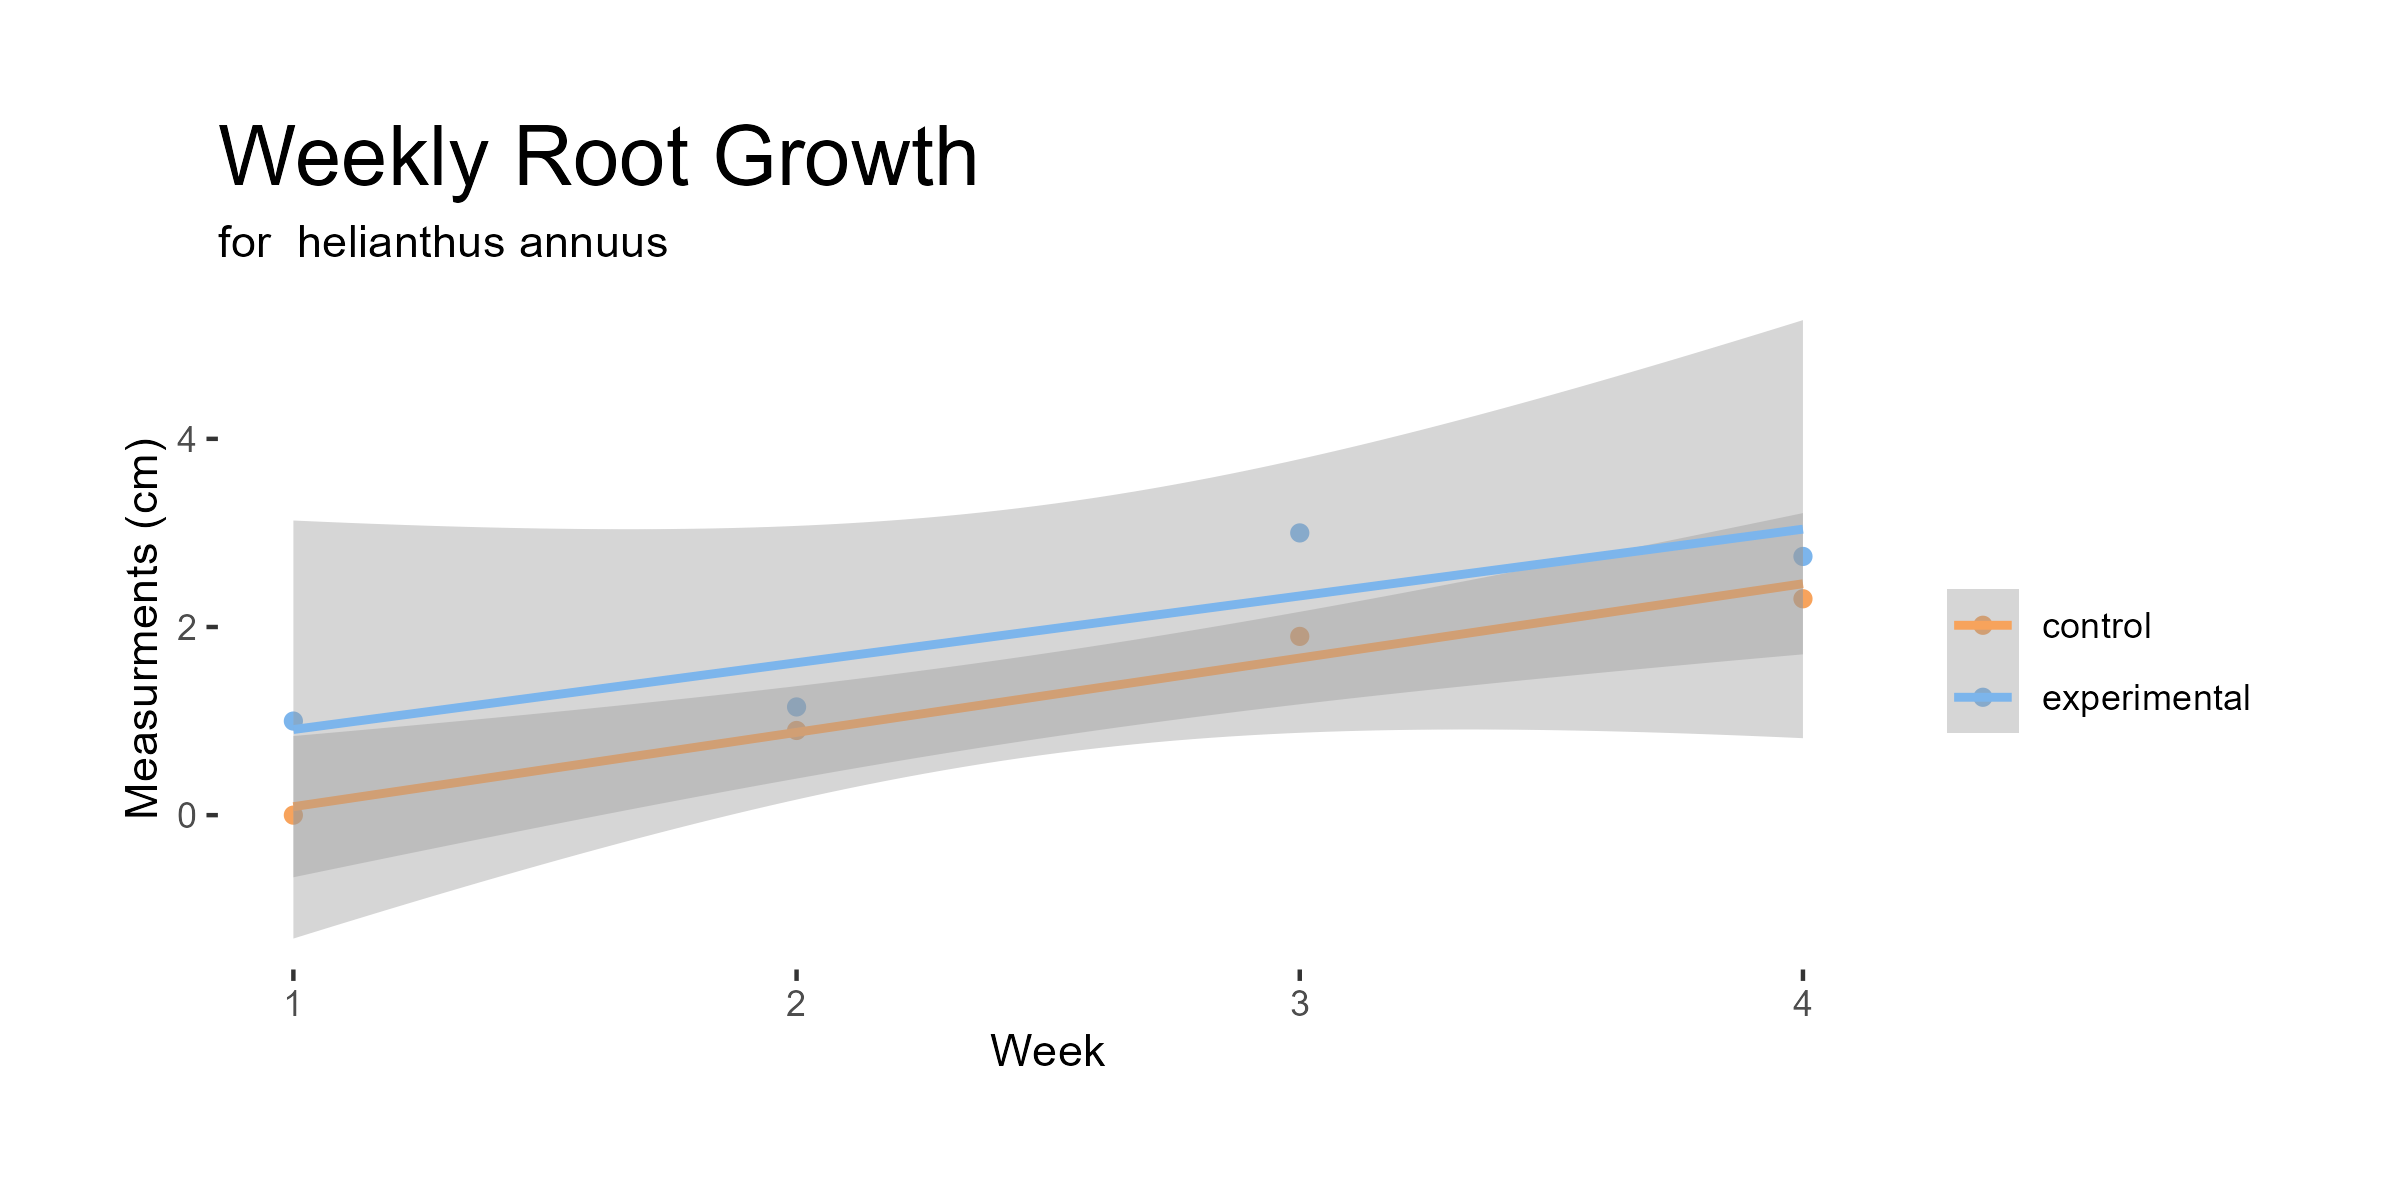 Weekly Root Growth
for  helianthus annuus
Measurments (cm)
4
2
0
1 2 3 4
Week
control
experimental